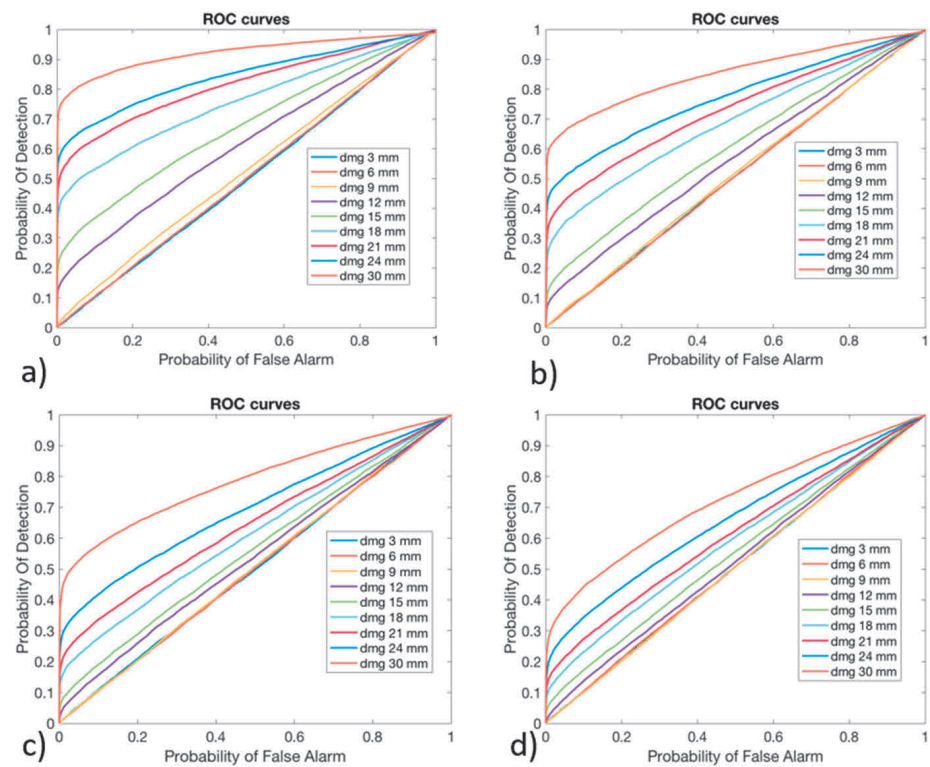 ROC curves
Probability Of Detection
1
0.9
0.8
0.7
0.6
0.5
0.4
0.3
0.2
0.1
0
0 0.2 0.4 0.6 0.8 1
Probability of False Alarm
dmg 3 mm
dmg 6 mm
dmg 9 mm
dmg 12 mm
dmg 15 mm
dmg 18 mm
dmg 21 mm
dmg 24 mm
dmg 30 mm
a)
ROC curves
Probability Of Detection
1
0.9
0.8
0.7
0.6
0.5
0.4
0.3
0.2
0.1
0
0 0.2 0.4 0.6 0.8 1
Probability of False Alarm
dmg 3 mm
dmg 6 mm
dmg 9 mm
dmg 12 mm
dmg 15 mm
dmg 18 mm
dmg 21 mm
dmg 24 mm
dmg 30 mm
b)
ROC curves
Probability Of Detection
1
0.9
0.8
0.7
0.6
0.5
0.4
0.3
0.2
0.1
0
0 0.2 0.4 0.6 0.8 1
Probability of False Alarm
dmg 3 mm
dmg 6 mm
dmg 9 mm
dmg 12 mm
dmg 15 mm
dmg 18 mm
dmg 21 mm
dmg 24 mm
dmg 30 mm
c)
ROC curves
Probability Of Detection
1
0.9
0.8
0.7
0.6
0.5
0.4
0.3
0.2
0.1
0
0 0.2 0.4 0.6 0.8 1
Probability of False Alarm
dmg 3 mm
dmg 6 mm
dmg 9 mm
dmg 12 mm
dmg 15 mm
dmg 18 mm
dmg 21 mm
dmg 24 mm
dmg 30 mm
d)